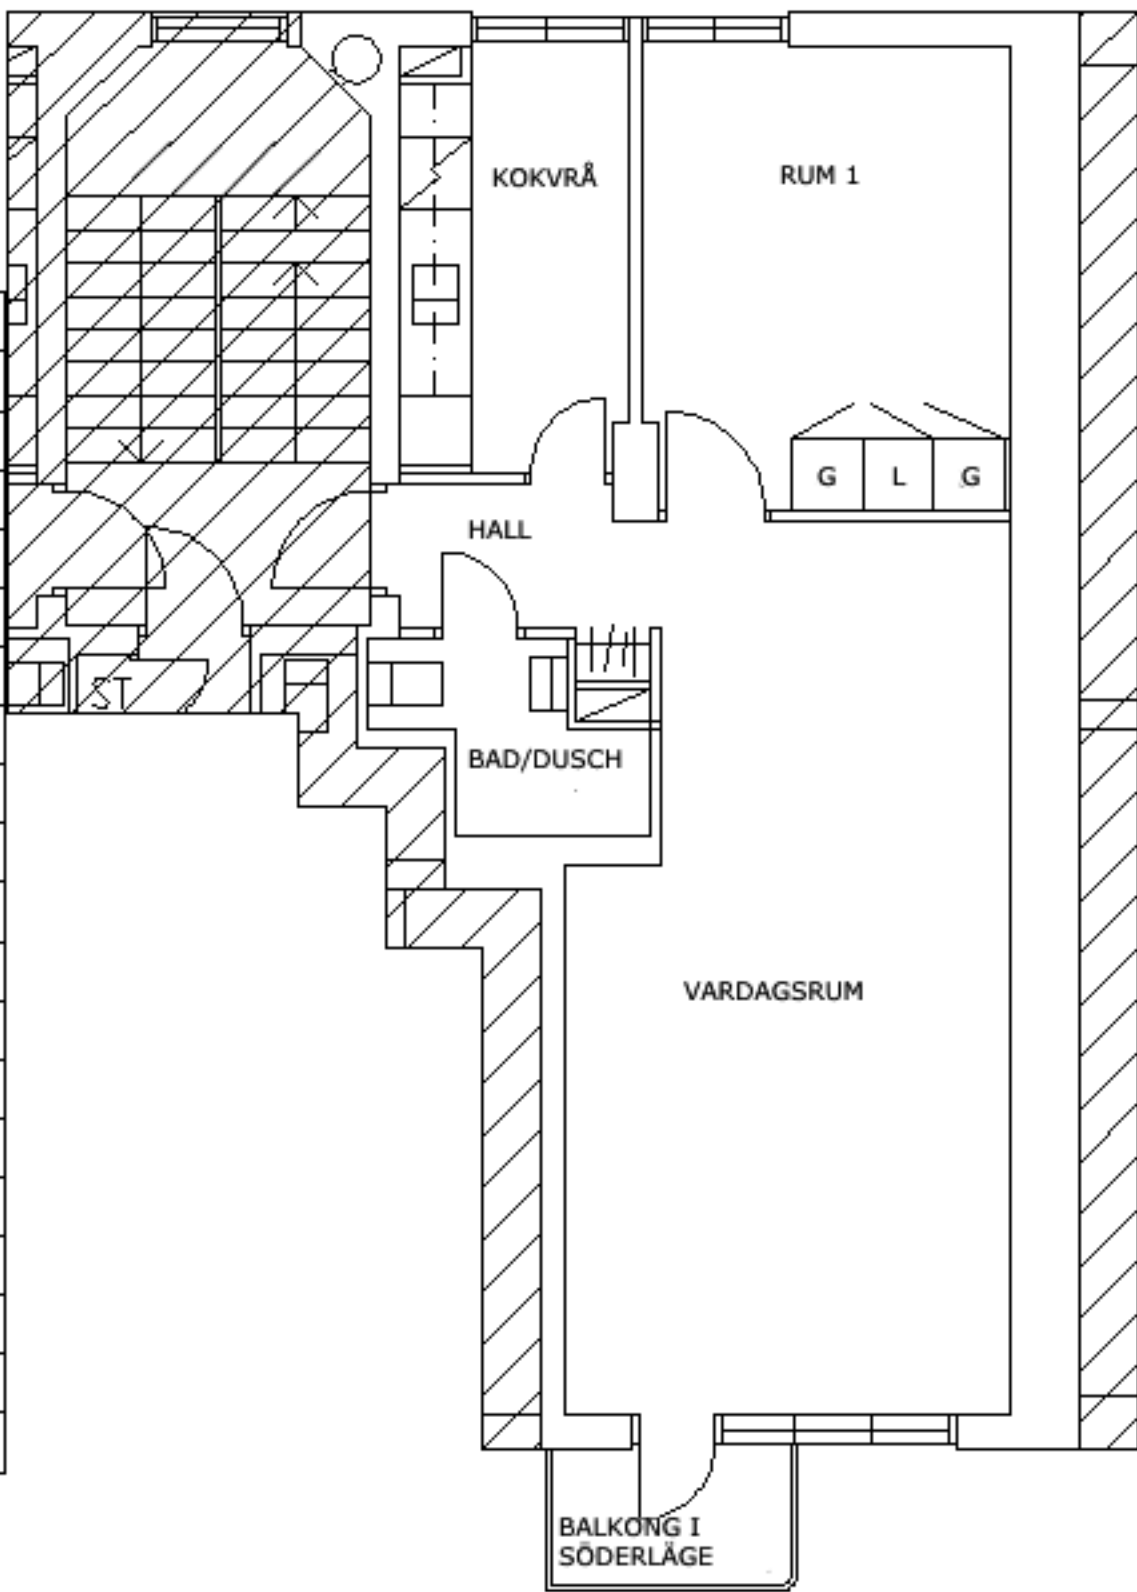 KOKVRÅ
RUM 1
G L G
HALL
ST
BAD/DUSCH
VARDAGSRUM
BALKONG I
SÖDERLÄGE